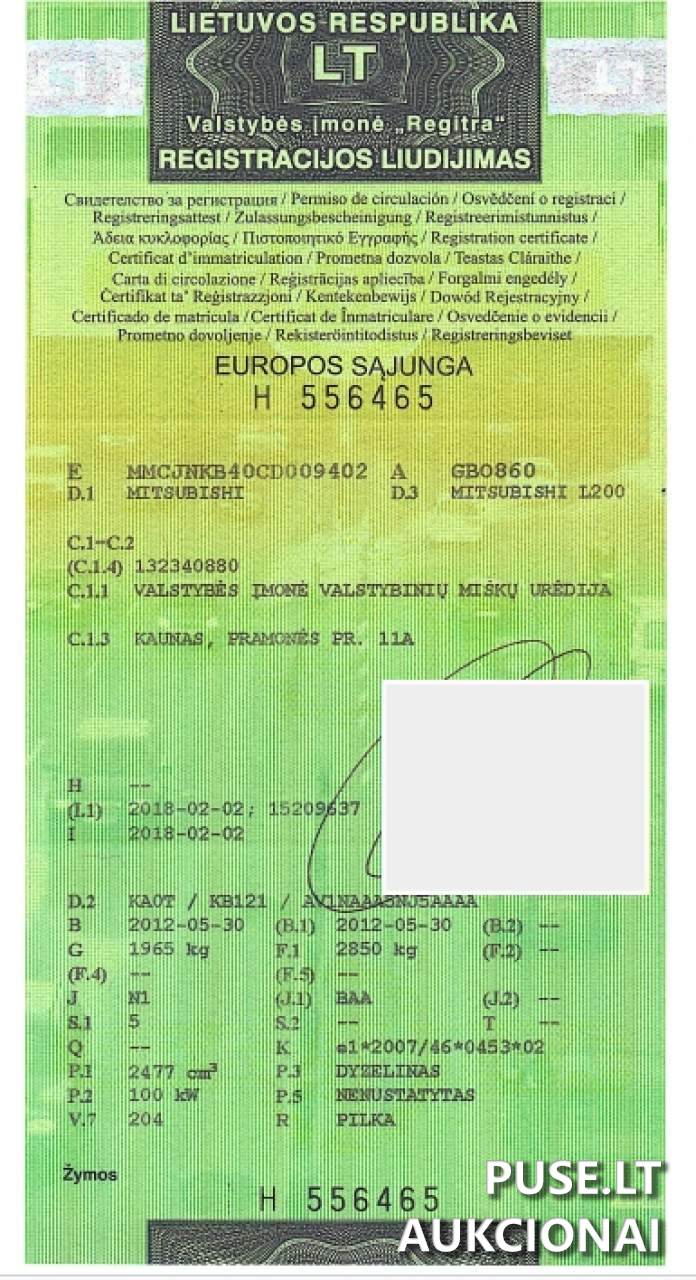 LIETUVOS RESPUBLIKA
LT
Valstybės įmonė „Regitra“
REGISTRACIJOS LIUDIJIMAS
Свидетелство за регистрация / Permiso de circulación / Osvědčení o registraci /
Registreringsattest / Zulassungsbescheinigung / Registreerimistunnistus /
Άδεια κυκλοφορίας / Πιστοποιητικό Εγγραφής / Registration certificate /
Certificat d’immatriculation / Prometna dozvola / Teastas Cláraithe /
Carta di circolazione / Reģistrācijas apliecība / Forgalmi engedély /
Ċertifikat ta’ Reġistrazzjoni / Kentekenbewijs / Dowód Rejestracyjny /
Certificado de matrícula / Certificat de Înmatriculare / Osvedčenie o evidencii /
Prometno dovoljenje / Rekisteröintitodistus / Registreringsbeviset
EUROPOS SĄJUNGA
H 556465
E MMCJNKB40CD009402 A GBO860
D.1 MITSUBISHI D.3 MITSUBISHI L200
C.1-C.2
(C.1.4) 132340880
C.1.1 VALSTYBĖS ĮMONĖ VALSTYBINIŲ MIŠKŲ URĖDIJA
C.1.3 KAUNAS, PRAMONĖS PR. 11A
H --
(I.1) 2018-02-02; 15209637
I 2018-02-02
D.2 KA0T / KB121 / AV1NAAA5NJ5AAAA
B 2012-05-30 (B.1) 2012-05-30 (B.2) --
G 1965 kg F.1 2850 kg (F.2) --
(F.4) -- (F.5) --
J N1 (J.1) BAA (J.2) --
S.1 5 S.2 -- T --
Q -- K e1*2007/46*0453*02
P.1 2477 cm³ P.3 DYZELINAS
P.2 100 kW P.5 NENUSTATYTAS
V.7 204 R PILKA
Žymos
H 556465
PUSE.LT
AUKCIONAI